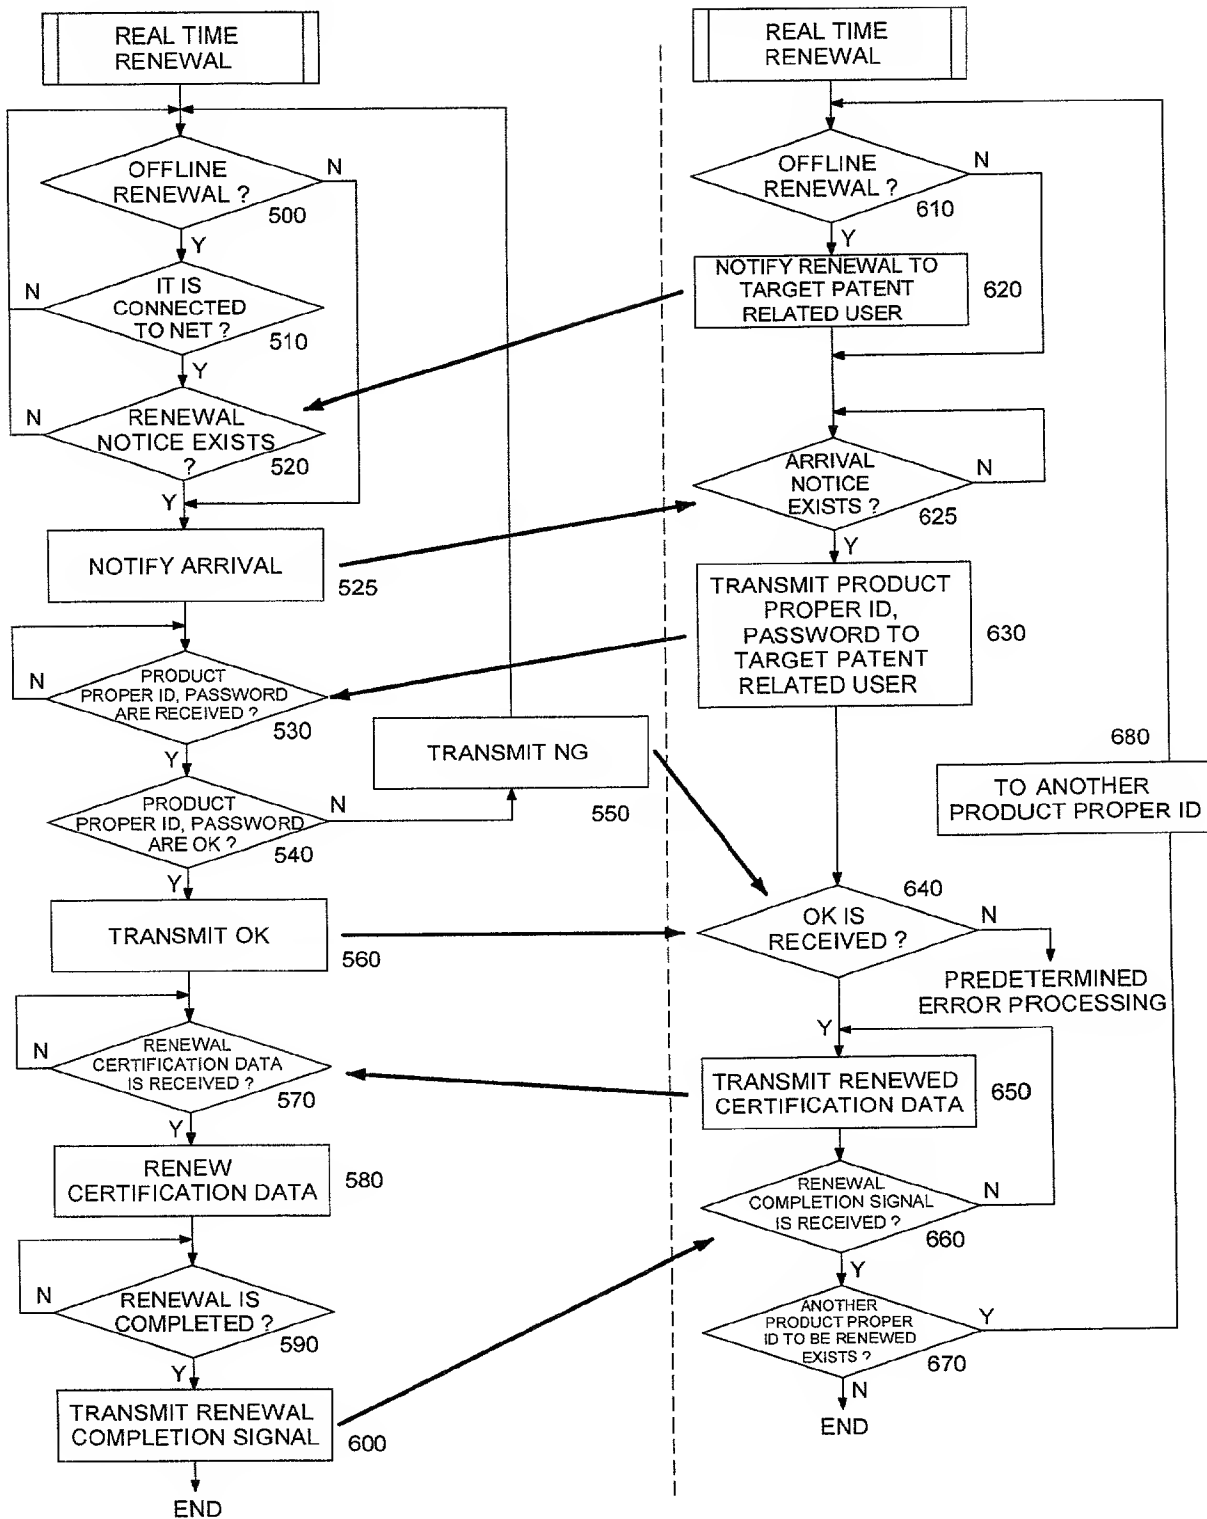 REAL TIME
RENEWAL
OFFLINE
RENEWAL ?
N
500
Y
IT IS
CONNECTED
TO NET ?
N
510
Y
RENEWAL
NOTICE EXISTS
?
N
520
Y
NOTIFY ARRIVAL
525
PRODUCT
PROPER ID, PASSWORD
ARE RECEIVED ?
N
530
Y
TRANSMIT NG
550
PRODUCT
PROPER ID, PASSWORD
ARE OK ?
N
540
Y
TRANSMIT OK
560
RENEWAL
CERTIFICATION DATA
IS RECEIVED ?
N
570
Y
RENEW
CERTIFICATION DATA
580
RENEWAL IS
COMPLETED ?
N
590
Y
TRANSMIT RENEWAL
COMPLETION SIGNAL
600
END
REAL TIME
RENEWAL
OFFLINE
RENEWAL ?
N
610
Y
NOTIFY RENEWAL TO
TARGET PATENT
RELATED USER
620
ARRIVAL
NOTICE
EXISTS ?
N
625
Y
TRANSMIT PRODUCT
PROPER ID,
PASSWORD TO
TARGET PATENT
RELATED USER
630
680
TO ANOTHER
PRODUCT PROPER ID
640
OK IS
RECEIVED ?
N
PREDETERMINED
ERROR PROCESSING
Y
TRANSMIT RENEWED
CERTIFICATION DATA
650
RENEWAL
COMPLETION SIGNAL
IS RECEIVED ?
N
660
Y
ANOTHER
PRODUCT PROPER
ID TO BE RENEWED
EXISTS ?
Y
670
N
END